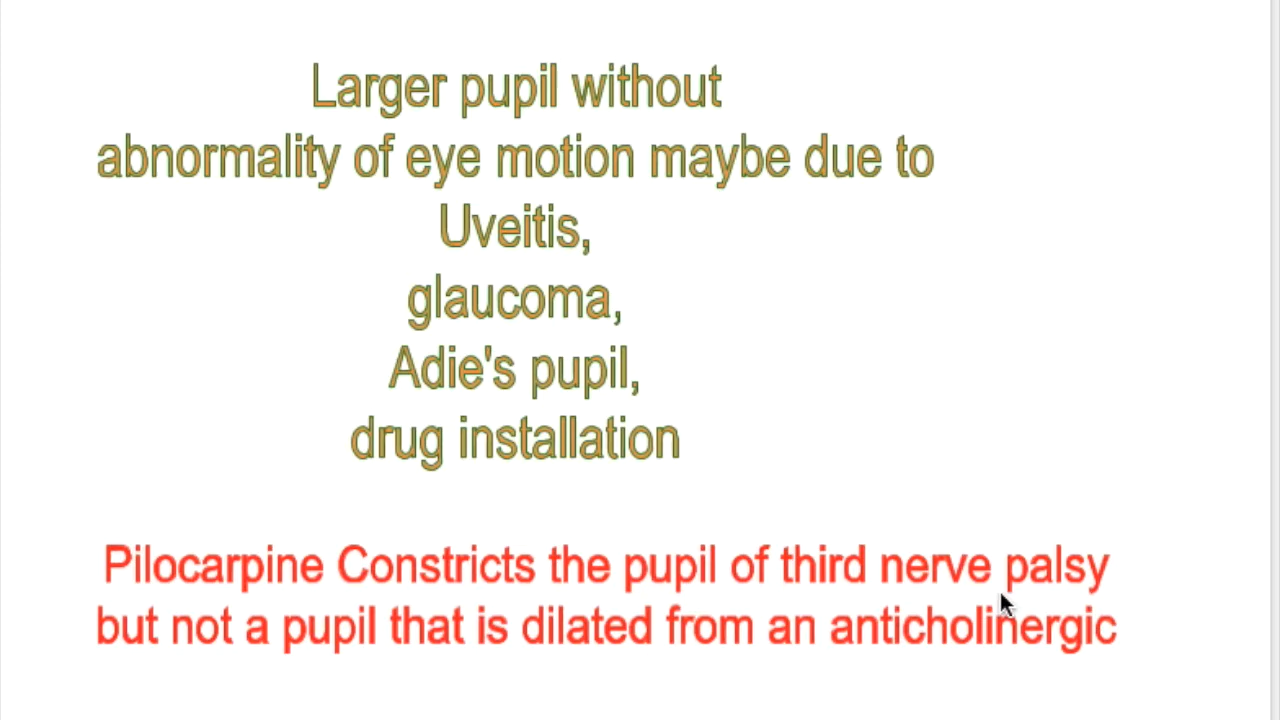 Larger pupil without
abnormality of eye motion maybe due to
Uveitis,
glaucoma,
Adie's pupil,
drug installation
Pilocarpine Constricts the pupil of third nerve palsy
but not a pupil that is dilated from an anticholinergic